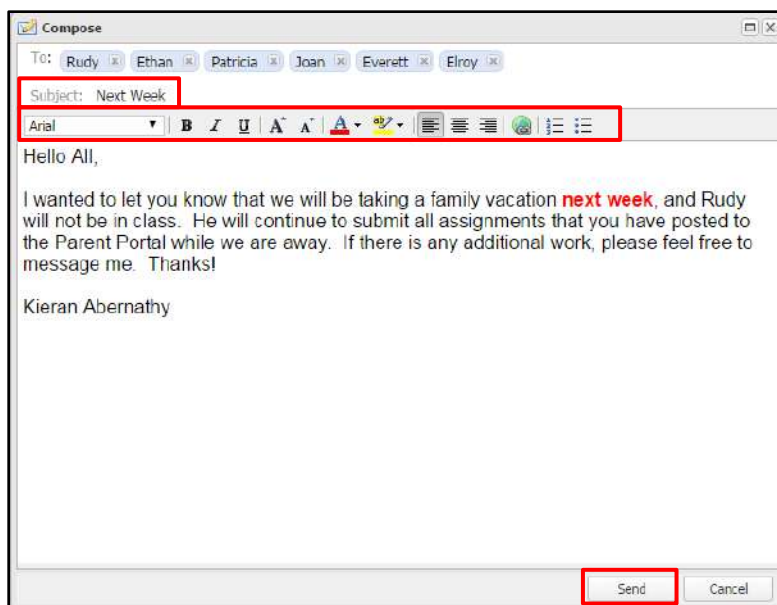 Compose
To: Rudy Ethan Patricia Joan Everett Elroy
Subject: Next Week
Arial B I U A A A ab
Hello All,
I wanted to let you know that we will be taking a family vacation next week, and Rudy
will not be in class.  He will continue to submit all assignments that you have posted to
the Parent Portal while we are away.  If there is any additional work, please feel free to
message me.  Thanks!
Kieran Abernathy
Send Cancel